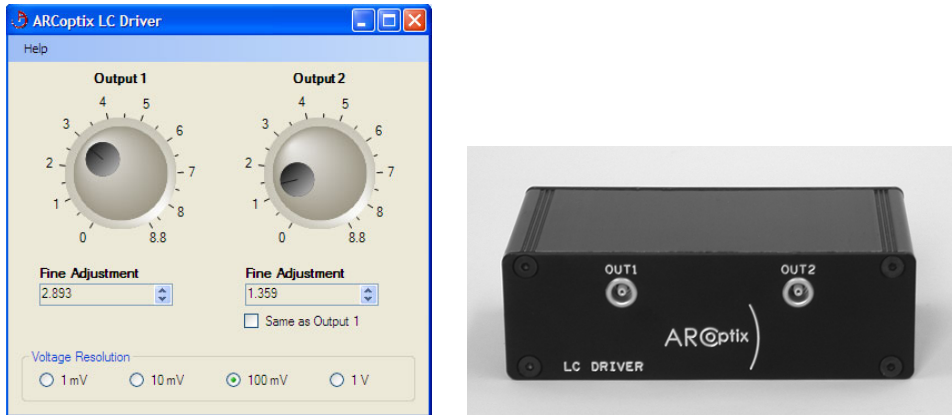 ARCoptix LC Driver
Help
Output 1
0
1
2
3
4
5
6
7
8
8.8
Output 2
0
1
2
3
4
5
6
7
8
8.8
Fine Adjustment
2.893
Fine Adjustment
1.359
Same as Output 1
Voltage Resolution
1 mV
10 mV
100 mV
1 V
OUT1
OUT2
ARCoptix
LC DRIVER